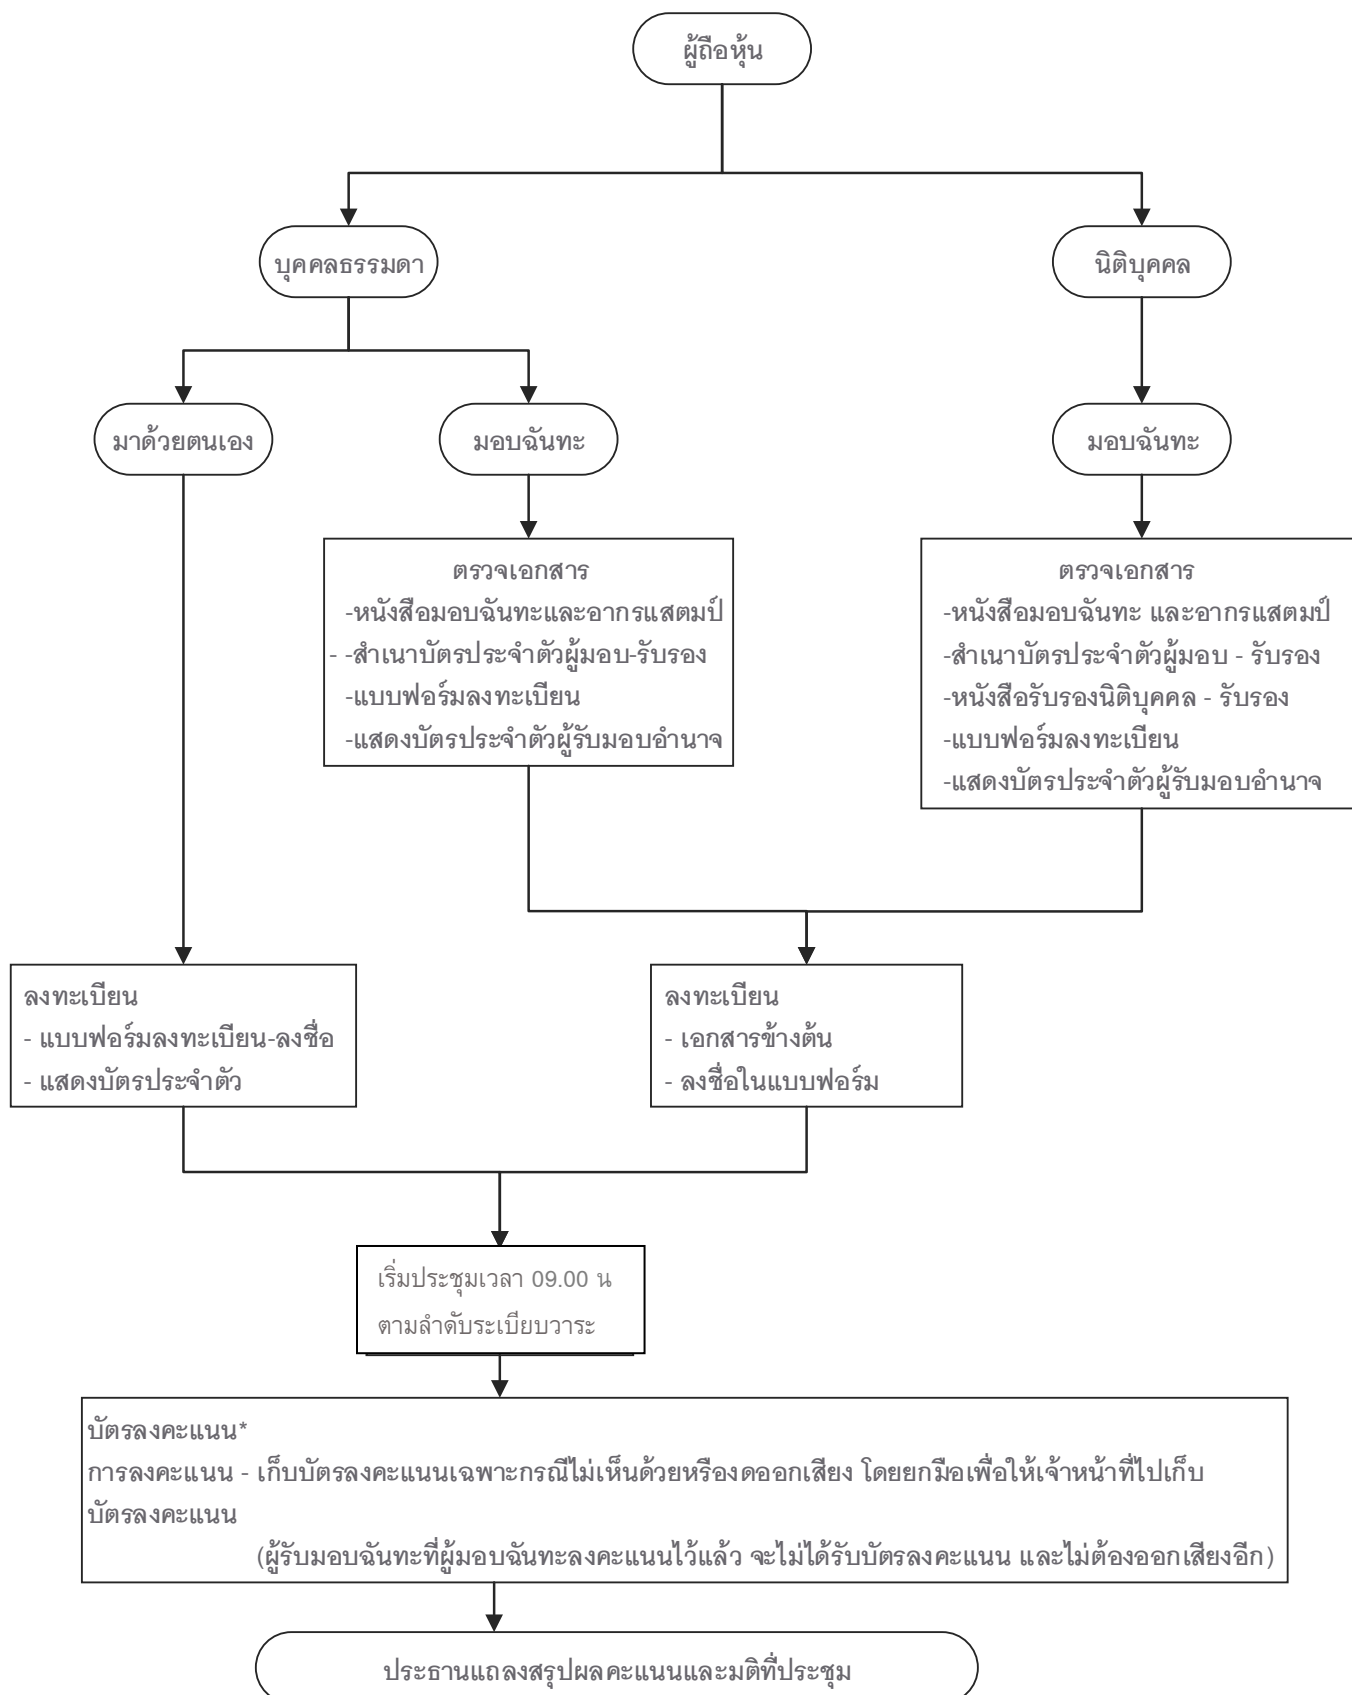 ผู้ถือหุ้น
บุคคลธรรมดา
นิติบุคคล
มาด้วยตนเอง
มอบฉันทะ
มอบฉันทะ
ตรวจเอกสาร
-หนังสือมอบฉันทะและอากรแสตมป์
- -สำเนาบัตรประจำตัวผู้มอบ-รับรอง
-แบบฟอร์มลงทะเบียน
-แสดงบัตรประจำตัวผู้รับมอบอำนาจ
ตรวจเอกสาร
-หนังสือมอบฉันทะ และอากรแสตมป์
-สำเนาบัตรประจำตัวผู้มอบ - รับรอง
-หนังสือรับรองนิติบุคคล - รับรอง
-แบบฟอร์มลงทะเบียน
-แสดงบัตรประจำตัวผู้รับมอบอำนาจ
ลงทะเบียน
- แบบฟอร์มลงทะเบียน-ลงชื่อ
- แสดงบัตรประจำตัว
ลงทะเบียน
- เอกสารข้างต้น
- ลงชื่อในแบบฟอร์ม
เริ่มประชุมเวลา 09.00 น
ตามลำดับระเบียบวาระ
บัตรลงคะแนน*
การลงคะแนน - เก็บบัตรลงคะแนนเฉพาะกรณีไม่เห็นด้วยหรืองดออกเสียง โดยยกมือเพื่อให้เจ้าหน้าที่ไปเก็บ
บัตรลงคะแนน
(ผู้รับมอบฉันทะที่ผู้มอบฉันทะลงคะแนนไว้แล้ว จะไม่ได้รับบัตรลงคะแนน และไม่ต้องออกเสียงอีก)
ประธานแถลงสรุปผลคะแนนและมติที่ประชุม